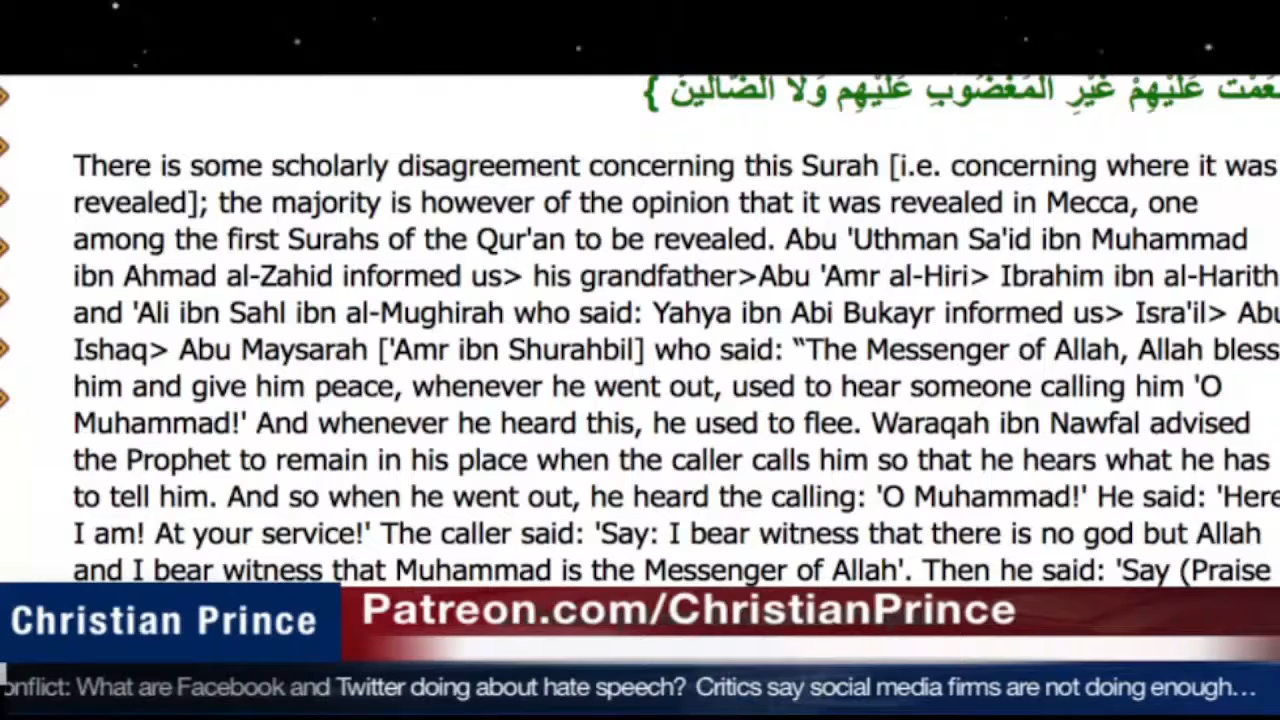 نعمت عَلَيْهِمْ غَيْرِ الْمَغْضُوبِ عَلَيْهِم وَلَا الضَّالِّينَ }
There is some scholarly disagreement concerning this Surah [i.e. concerning where it was
revealed]; the majority is however of the opinion that it was revealed in Mecca, one
among the first Surahs of the Qur'an to be revealed. Abu 'Uthman Sa'id ibn Muhammad
ibn Ahmad al-Zahid informed us> his grandfather>Abu 'Amr al-Hiri> Ibrahim ibn al-Harith
and 'Ali ibn Sahl ibn al-Mughirah who said: Yahya ibn Abi Bukayr informed us> Isra'il> Abu
Ishaq> Abu Maysarah ['Amr ibn Shurahbil] who said: “The Messenger of Allah, Allah bless
him and give him peace, whenever he went out, used to hear someone calling him 'O
Muhammad!' And whenever he heard this, he used to flee. Waraqah ibn Nawfal advised
the Prophet to remain in his place when the caller calls him so that he hears what he has
to tell him. And so when he went out, he heard the calling: 'O Muhammad!' He said: 'Here
I am! At your service!' The caller said: 'Say: I bear witness that there is no god but Allah
and I bear witness that Muhammad is the Messenger of Allah'. Then he said: 'Say (Praise
Christian Prince
Patreon.com/ChristianPrince
onflict: What are Facebook and Twitter doing about hate speech? Critics say social media firms are not doing enough...